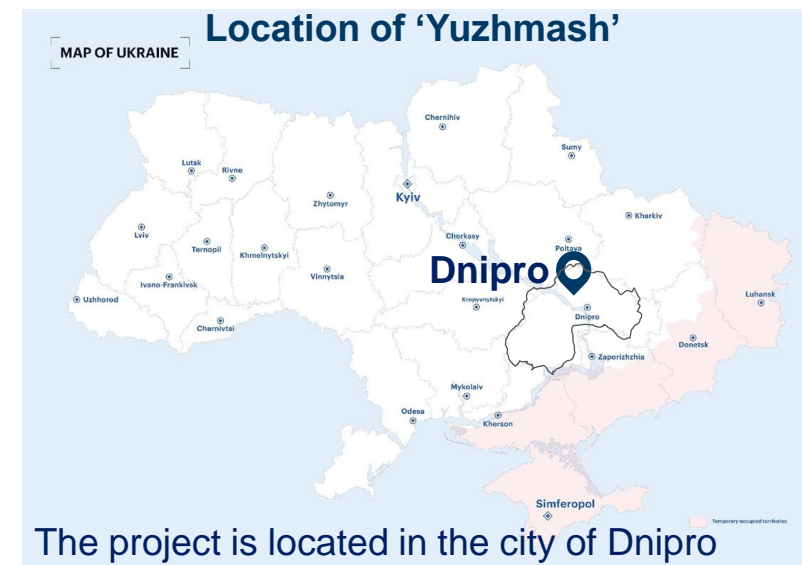 Location of ‘Yuzhmash’
MAP OF UKRAINE
Chernihiv
Sumy
Lutsk
Rivne
Kyiv
Zhytomyr
Kharkiv
Lviv
Ternopil
Khmelnytskyi
Cherkasy
Poltava
Dnipro
Vinnytsia
Ivano-Frankivsk
Uzhhorod
Kropyvnytskyi
Luhansk
Dnipro
Chernivtsi
Donetsk
Zaporizhzhia
Mykolaiv
Odesa
Kherson
Simferopol
Temporary occupied territories
The project is located in the city of Dnipro